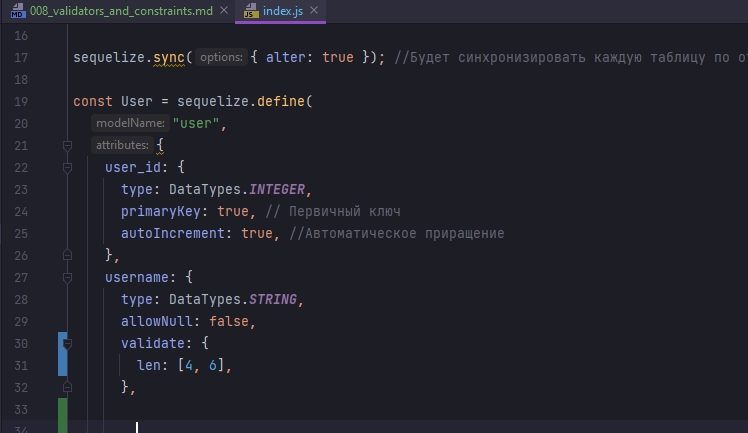 008_validators_and_constraints.md index.js
16
17 sequelize.sync( options: { alter: true }); //Будет синхронизировать каждую таблицу по
18
19 const User = sequelize.define(
20 modelName: "user",
21 attributes: {
22 user_id: {
23 type: DataTypes.INTEGER,
24 primaryKey: true, // Первичный ключ
25 autoIncrement: true, //Автоматическое приращение
26 },
27 username: {
28 type: DataTypes.STRING,
29 allowNull: false,
30 validate: {
31 len: [4, 6],
32 },
33
34